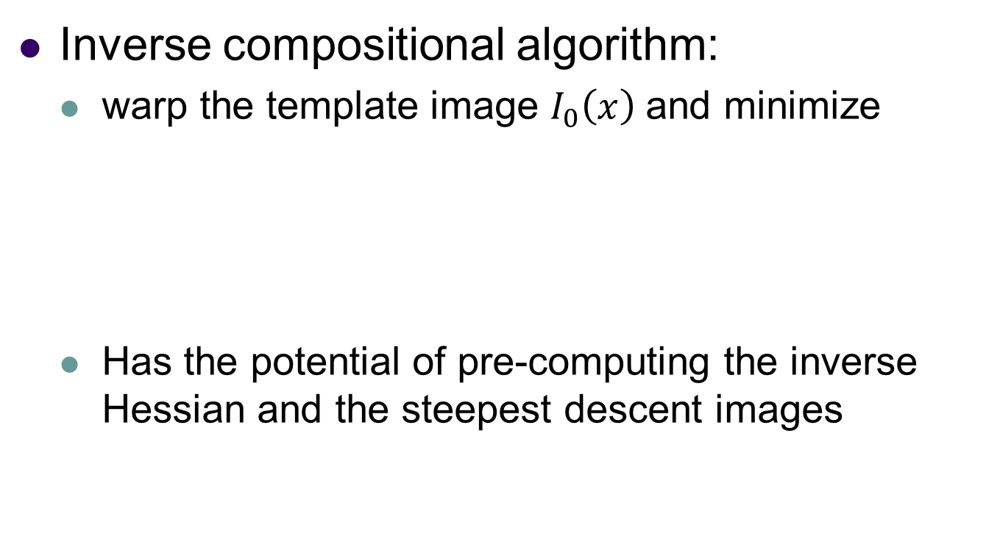 Inverse compositional algorithm:
warp the template image 𝐼₀(𝑥) and minimize
Has the potential of pre-computing the inverse
Hessian and the steepest descent images